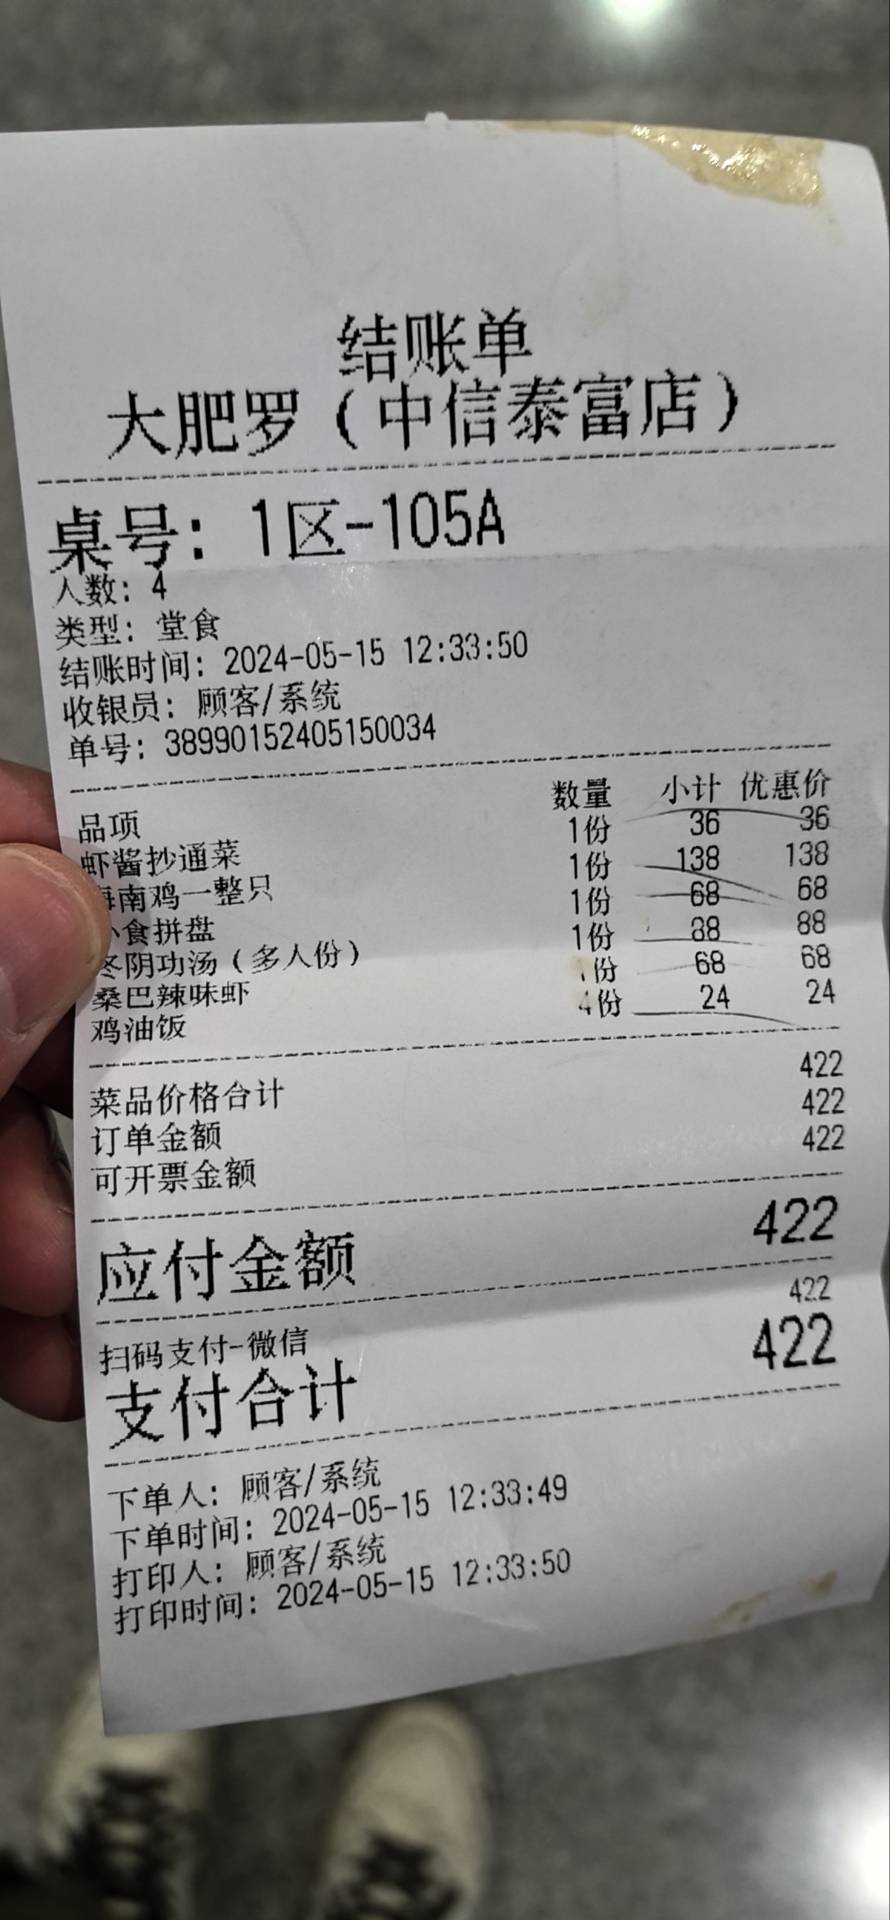 结账单
大肥罗（中信泰富店）
桌号：1区-105A
人数：4
类型：堂食
结账时间：2024-05-15 12:33:50
收银员：顾客/系统
单号：38990152405150034
品项 数量 小计 优惠价
虾酱抄通菜 1份 36 36
海南鸡一整只 1份 138 138
小食拼盘 1份 68 68
冬阴功汤（多人份） 1份 88 88
桑巴辣味虾 1份 68 68
鸡油饭 4份 24 24
菜品价格合计 422
订单金额 422
可开票金额 422
应付金额 422
扫码支付-微信 422
支付合计 422
下单人：顾客/系统
下单时间：2024-05-15 12:33:49
打印人：顾客/系统
打印时间：2024-05-15 12:33:50